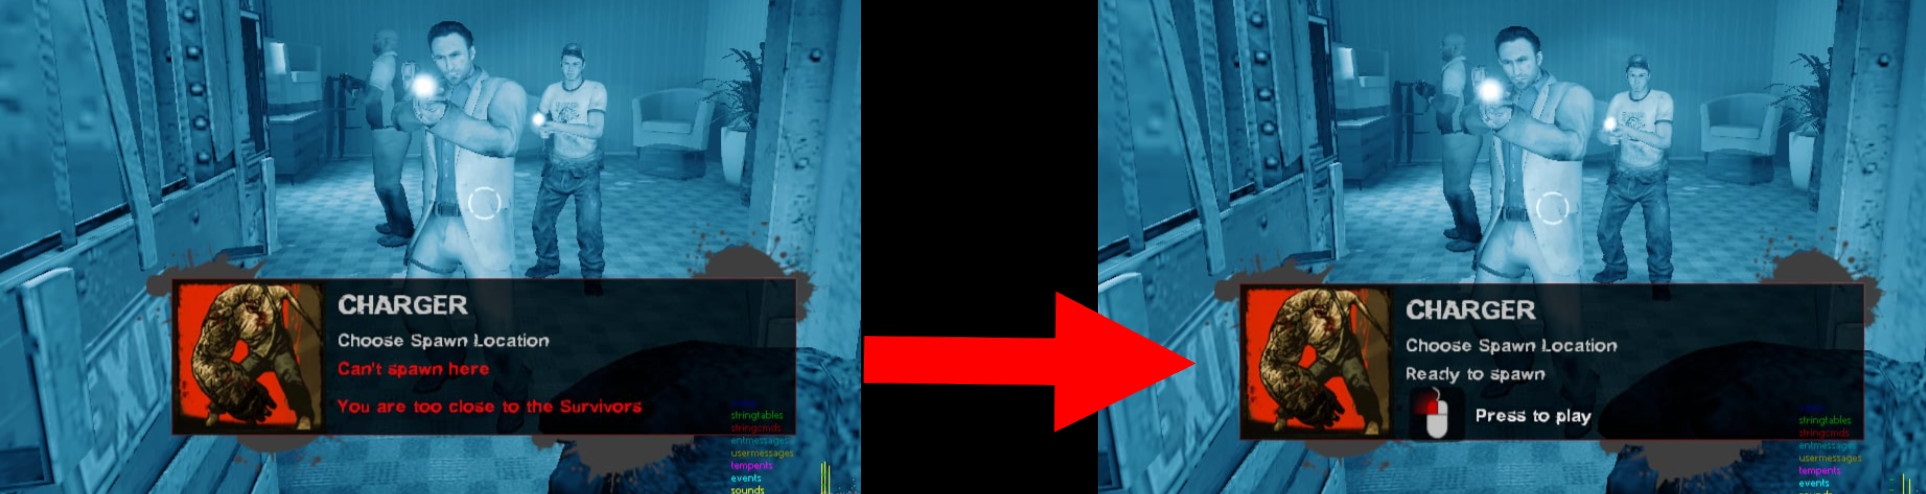 CHARGER
Choose Spawn Location
Can't spawn here
You are too close to the Survivors
stringtables
stringcmds
entmessages
usermessages
tempents
events
sounds
EXIT
CHARGER
Choose Spawn Location
Ready to spawn
Press to play
stringtables
stringcmds
entmessages
usermessages
tempents
events